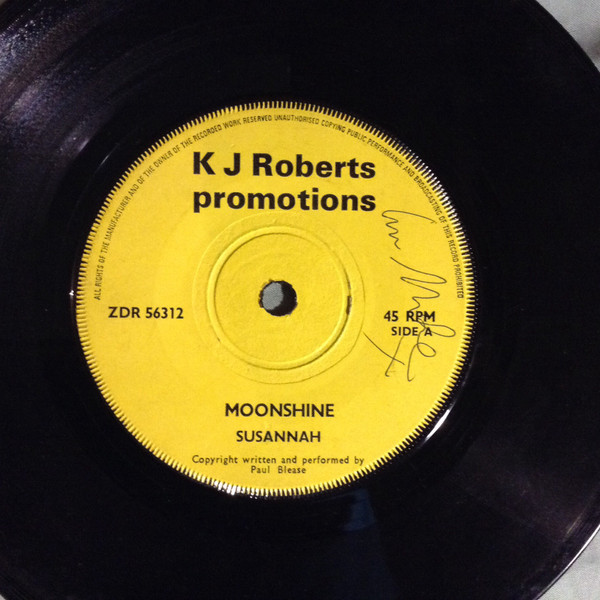 ALL RIGHTS OF THE MANUFACTURER AND OF THE OWNER OF THE RECORDED WORK RESERVED UNAUTHORISED COPYING PUBLIC PERFORMANCE AND BROADCASTING OF THIS RECORD PROHIBITED
K J Roberts
promotions
ZDR 56312
45 RPM
SIDE A
MOONSHINE
SUSANNAH
Copyright written and performed by
Paul Blease